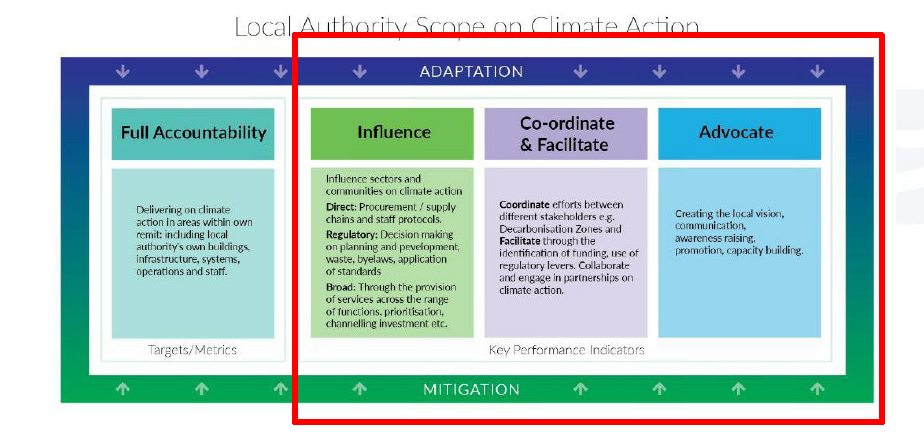 Local Authority Scope on Climate Action
ADAPTATION
Full Accountability
Delivering on climate
action in areas within own
remit including local
authority's own buildings,
infrastructure, systems,
operations and staff.
Targets/Metrics
Influence
Influence sectors and
communities on climate action
Direct: Procurement / supply
chains and staff protocols.
Regulatory: Decision making
on planning and pevelopment,
waste, byelaws, application
of standards
Broad: Through the provision
of services across the range
of functions, prioritisation,
channelling investment etc.
Co-ordinate
& Facilitate
Coordinate efforts between
different stakeholders e.g.
Decarbonisation Zones and
Facilitate through the
identification of funding, use of
regulatory levers. Collaborate
and engage in partnerships on
climate action.
Advocate
Creating the local vision,
communication,
awareness raising,
promotion, capacity building.
Key Performance Indicators
MITIGATION